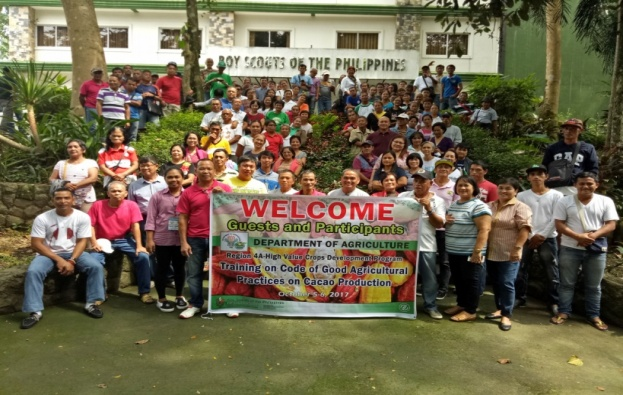 BOY SCOUTS OF THE PHILIPPINES
WELCOME
Guests and Participants
DEPARTMENT OF AGRICULTURE
Region 4A-High Value Crops Development Program
Training on Code of Good Agricultural
Practices on Cacao Production
October 5-6, 2017